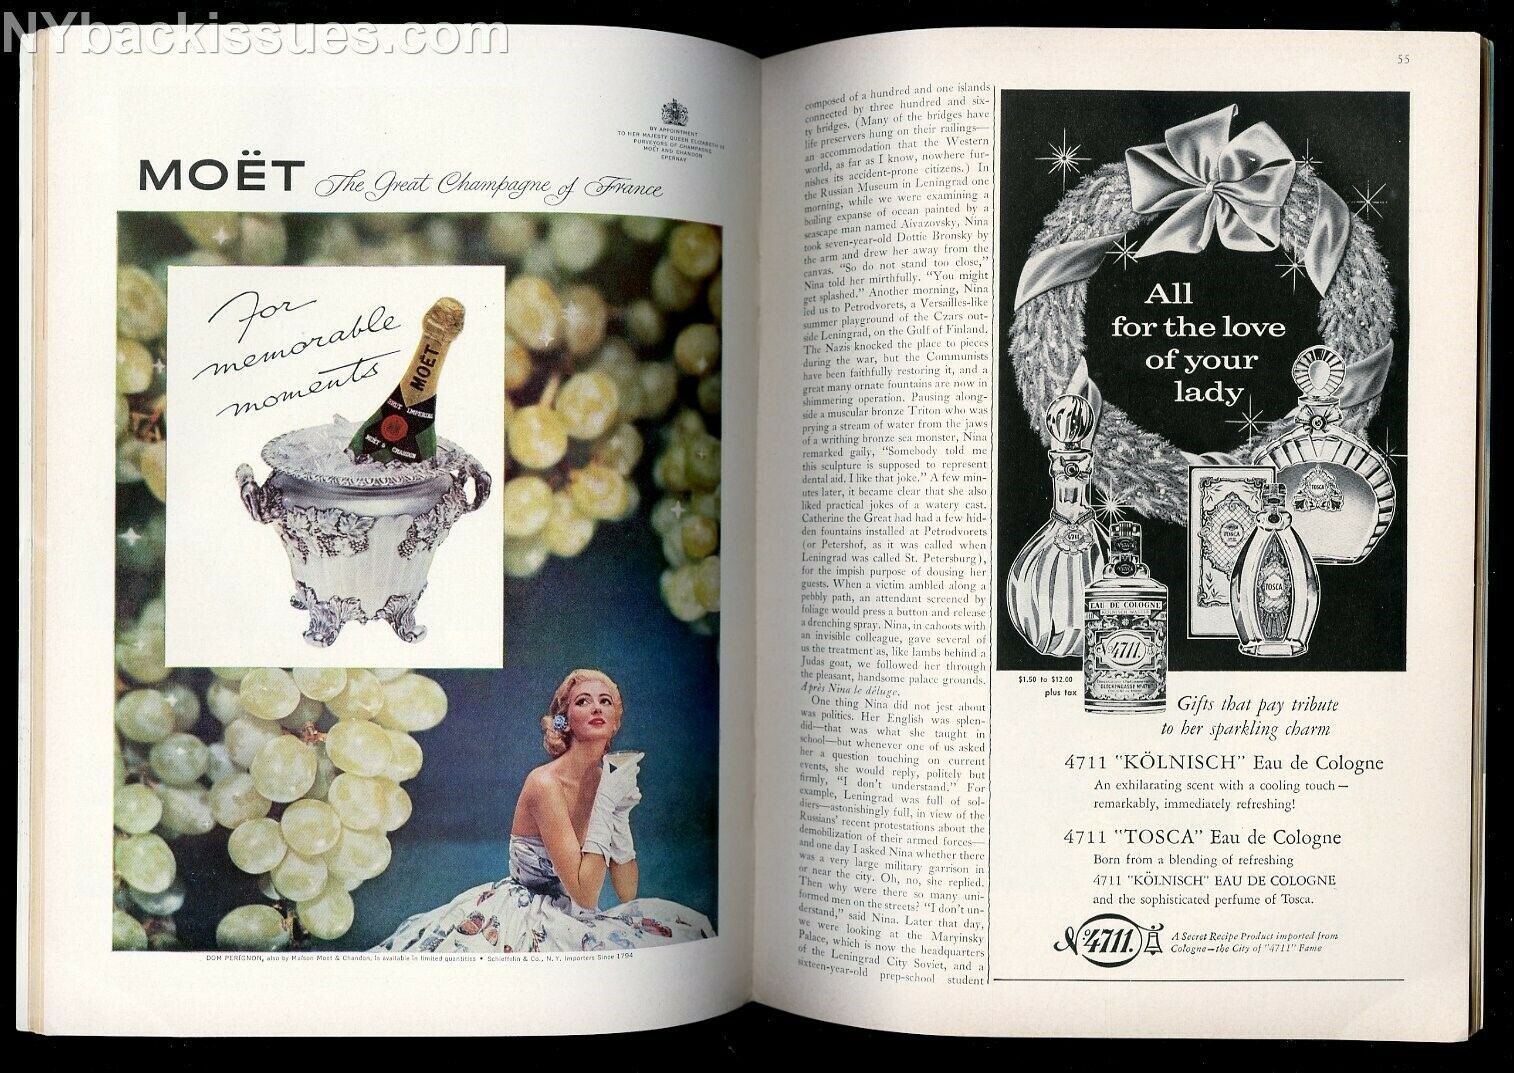 NYbackissues.com
BY APPOINTMENT
TO HER MAJESTY QUEEN ELIZABETH II
PURVEYORS OF CHAMPAGNE
MOËT AND CHANDON
EPERNAY
MOËT The Great Champagne of France
For
memorable
moments
MOËT
BRUT IMPERIAL
MOËT & CHANDON
DOM PERIGNON, also by Maison Moet & Chandon, is available in limited quantities • Schieffelin & Co., N. Y. Importers Since 1794
55
composed of a hundred and one islands
connected by three hundred and six-
ty bridges. (Many of the bridges have
life preservers hung on their railings—
an accommodation that the Western
world, as far as I know, nowhere fur-
nishes its accident-prone citizens.) In
the Russian Museum in Leningrad one
morning, while we were examining a
boiling expanse of ocean painted by a
seascape man named Aivazovsky, Nina
took seven-year-old Dottie Bronsky by
the arm and drew her away from the
canvas. "So do not stand too close,"
Nina told her mirthfully. "You might
get splashed." Another morning, Nina
led us to Petrodvorets, a Versailles-like
summer playground of the Czars out-
side Leningrad, on the Gulf of Finland.
The Nazis knocked the place to pieces
during the war, but the Communists
have been faithfully restoring it, and a
great many ornate fountains are now in
shimmering operation. Pausing along-
side a muscular bronze Triton who was
prying a stream of water from the jaws
of a writhing bronze sea monster, Nina
remarked gaily, "Somebody told me
this sculpture is supposed to represent
dental aid. I like that joke." A few min-
utes later, it became clear that she also
liked practical jokes of a watery cast.
Catherine the Great had had a few hid-
den fountains installed at Petrodvorets
(or Petershof, as it was called when
Leningrad was called St. Petersburg),
for the impish purpose of dousing her
guests. When a victim ambled along a
pebbly path, an attendant screened by
foliage would press a button and release
a drenching spray. Nina, in cahoots with
an invisible colleague, gave several of
us the treatment as, like lambs behind a
Judas goat, we followed her through
the pleasant, handsome palace grounds.
Après Nina le déluge.
One thing Nina did not jest about
was politics. Her English was splen-
did—that was what she taught in
school—but whenever one of us asked
her a question touching on current
events, she would reply, politely but
firmly, "I don't understand." For
example, Leningrad was full of sol-
diers—astonishingly full, in view of the
Russians' recent protestations about the
demobilization of their armed forces—
and one day I asked Nina whether there
was a very large military garrison in
or near the city. Oh, no, she replied.
Then why were there so many uni-
formed men on the streets? "I don't un-
derstand," said Nina. Later that day,
we were looking at the Maryinsky
Palace, which is now the headquarters
of the Leningrad City Soviet, and a
sixteen-year-old prep-school student
All
for the love
of your
lady
4711
TOSCA
TOSCA
TOSCA
EAU DE COLOGNE
KÖLNISCH WASSER
No 4711.
"GLOCKENGASSE No 4711"
$1.50 to $12.00
plus tax
Gifts that pay tribute
to her sparkling charm
4711 "KÖLNISCH" Eau de Cologne
An exhilarating scent with a cooling touch—
remarkably, immediately refreshing!
4711 "TOSCA" Eau de Cologne
Born from a blending of refreshing
4711 "KÖLNISCH" EAU DE COLOGNE
and the sophisticated perfume of Tosca.
No 4711.
A Secret Recipe Product imported from
Cologne—the City of "4711" Fame